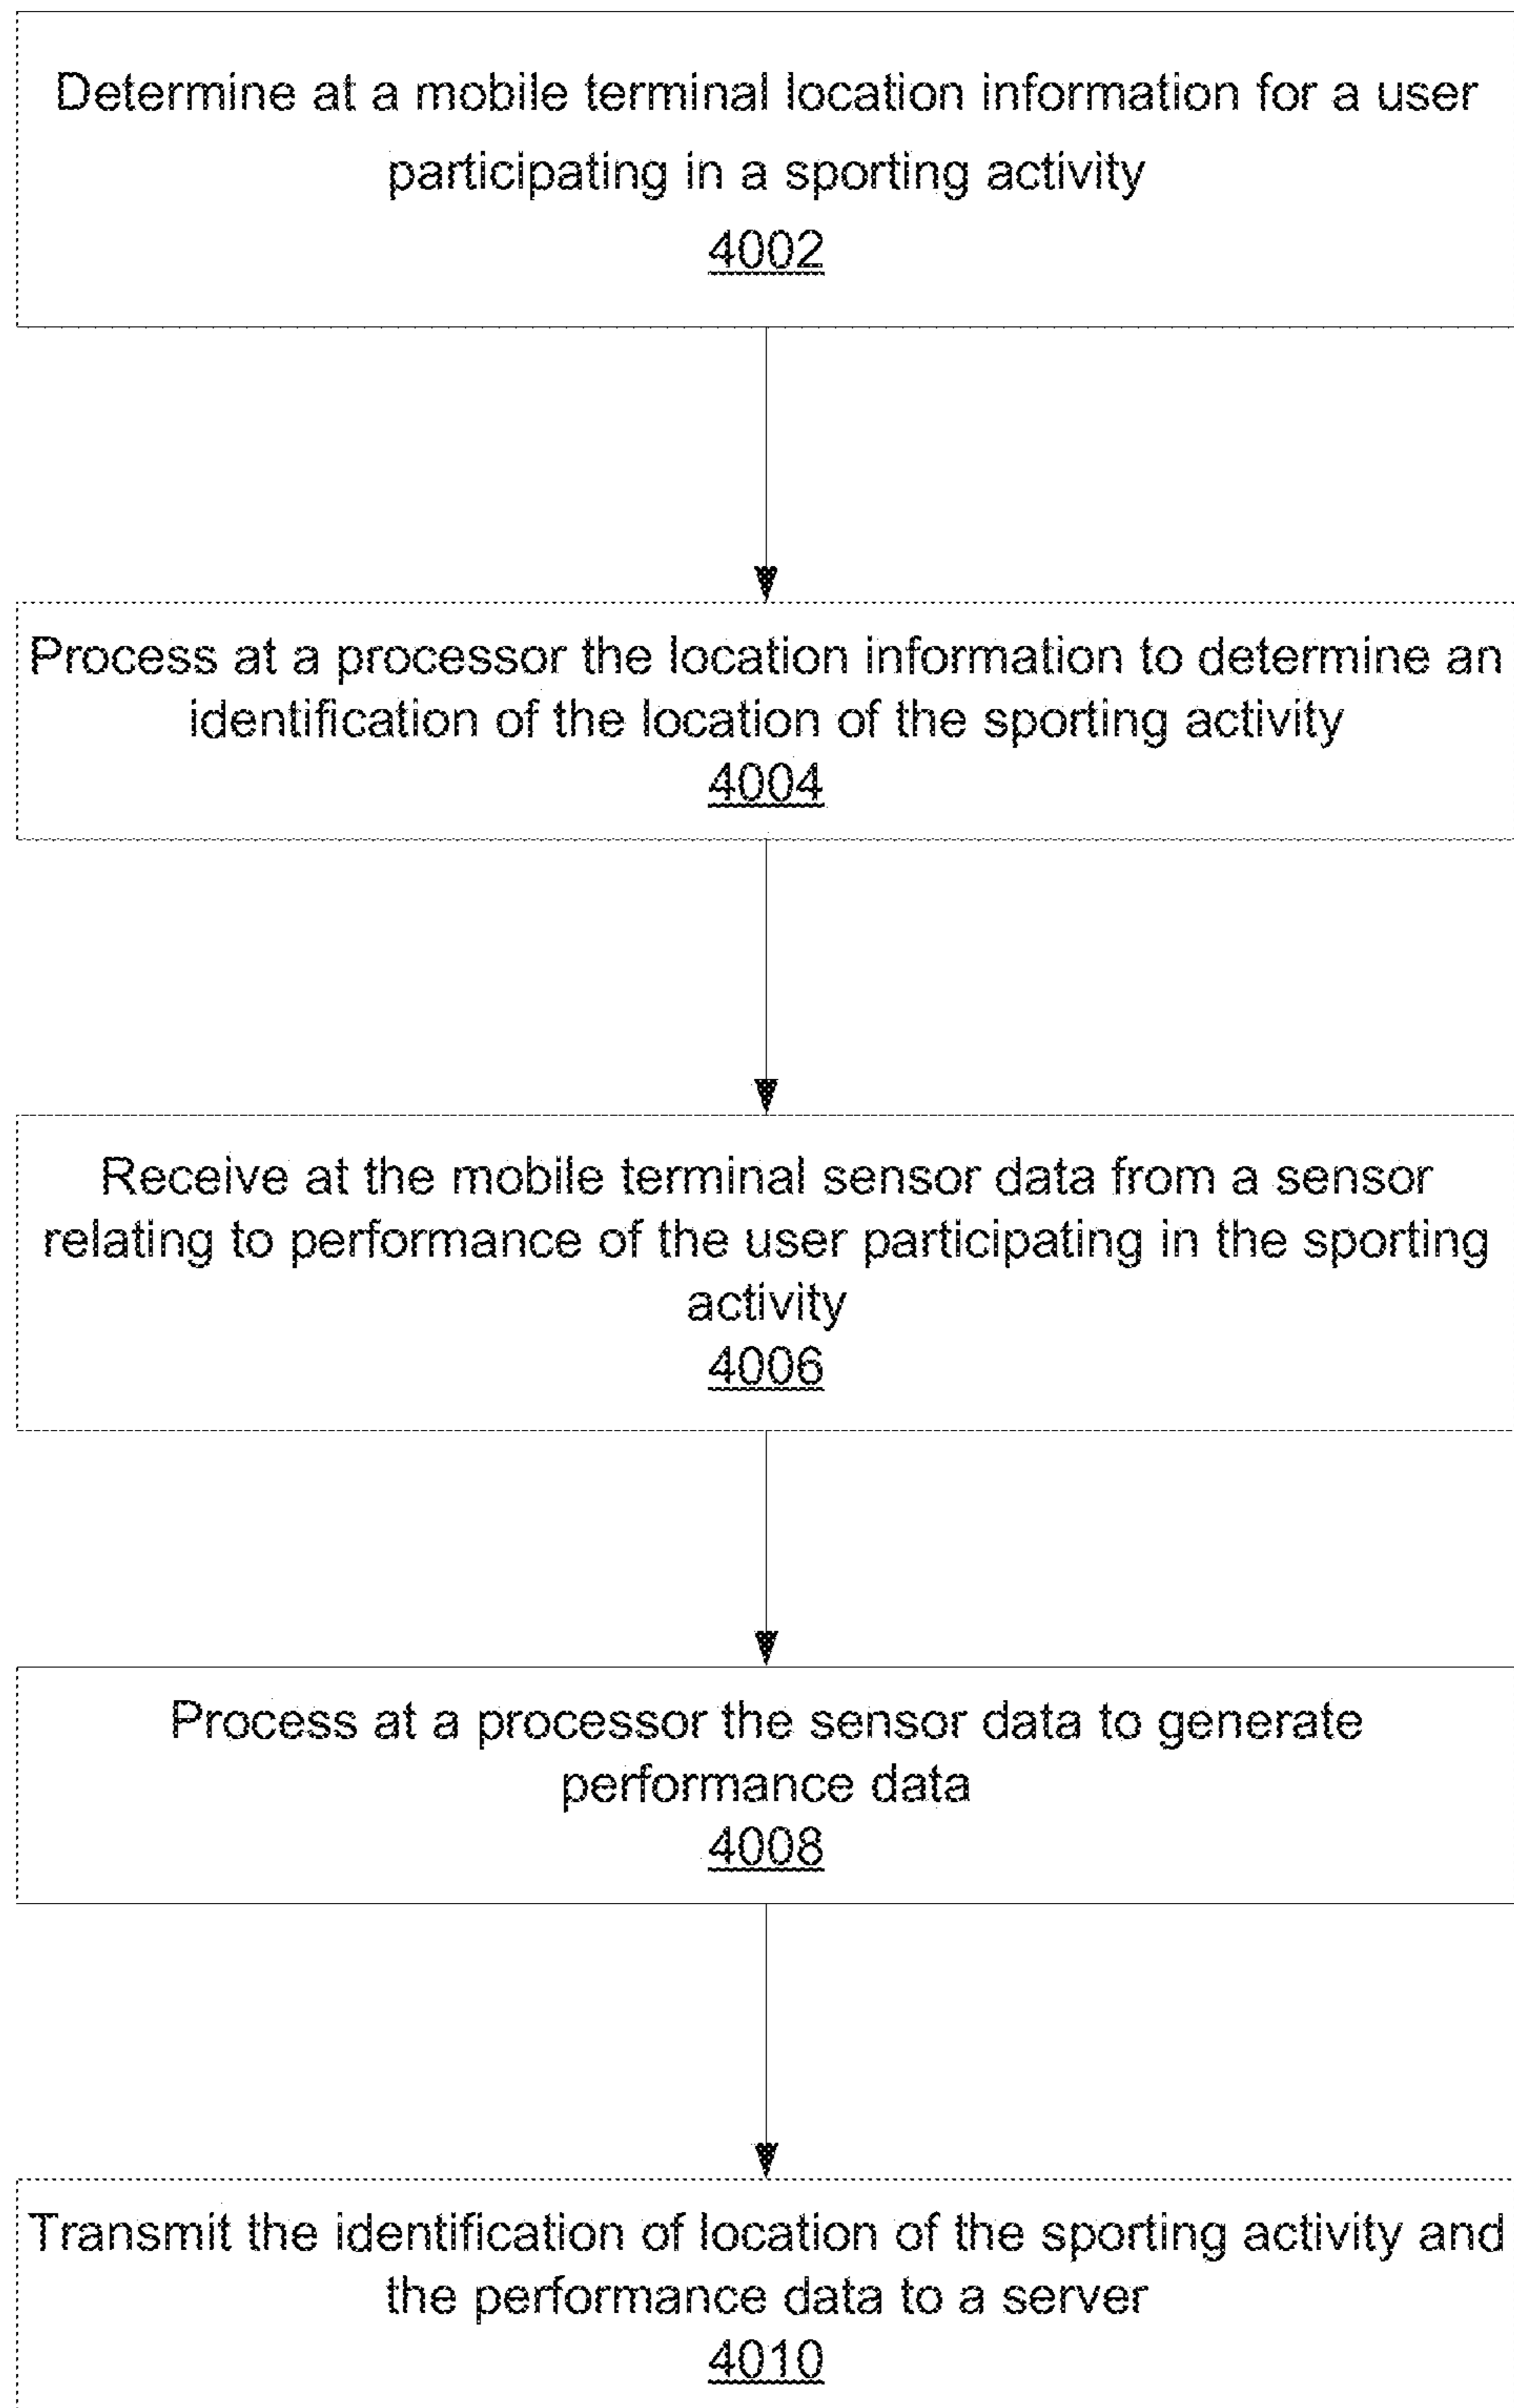 Determine at a mobile terminal location information for a user
participating in a sporting activity
4002
Process at a processor the location information to determine an
identification of the location of the sporting activity
4004
Receive at the mobile terminal sensor data from a sensor
relating to performance of the user participating in the sporting
activity
4006
Process at a processor the sensor data to generate
performance data
4008
Transmit the identification of location of the sporting activity and
the performance data to a server
4010